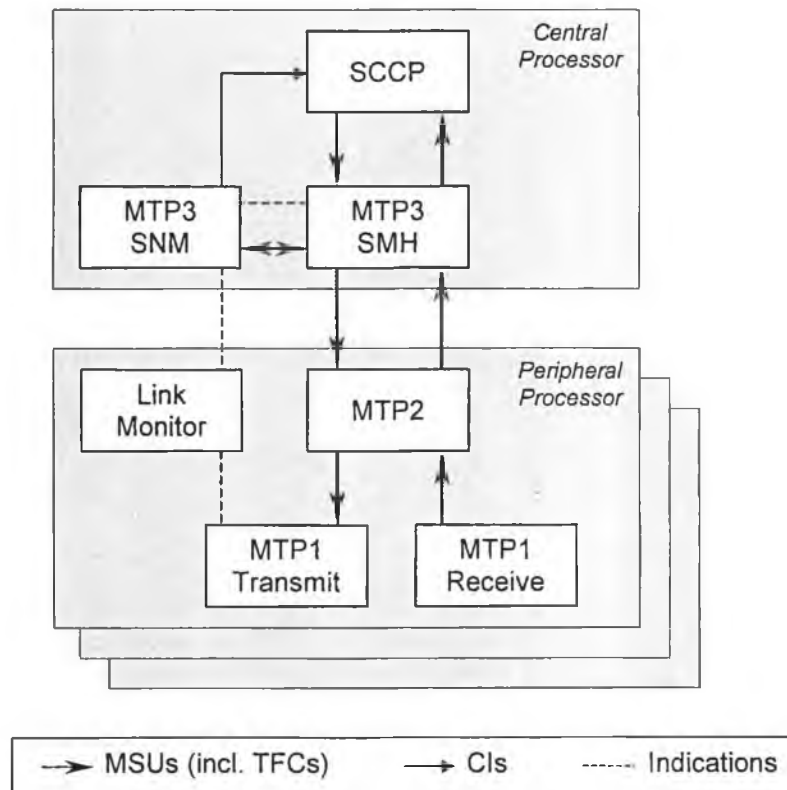 Central
Processor
SCCP
MTP3
SNM
MTP3
SMH
Peripheral
Processor
Link
Monitor
MTP2
MTP1
Transmit
MTP1
Receive
MSUs (incl. TFCs)
CIs
Indications